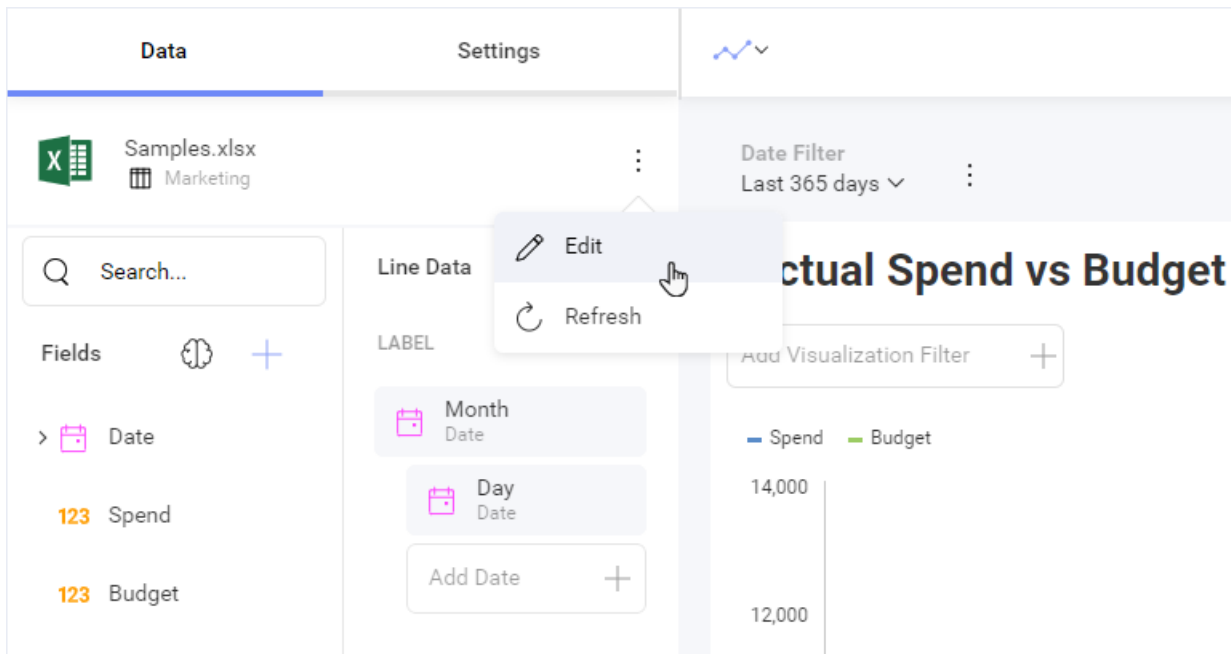 Data
Settings
Samples.xlsx
Marketing
Date Filter
Last 365 days
Edit
Refresh
Search...
Fields
Date
123 Spend
123 Budget
Line Data
LABEL
Month
Date
Day
Date
Add Date
ctual Spend vs Budget
Add Visualization Filter
Spend Budget
14,000
12,000